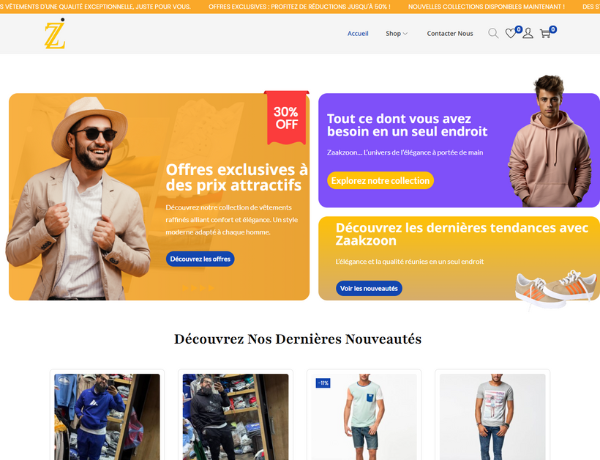 S VÊTEMENTS D'UNE QUALITÉ EXCEPTIONNELLE, JUSTE POUR VOUS. OFFRES EXCLUSIVES : PROFITEZ DE RÉDUCTIONS JUSQU'À 50% ! NOUVELLES COLLECTIONS DISPONIBLES MAINTENANT ! DES S
Z
Accueil Shop Contacter Nous 0 0
30%
OFF
Offres exclusives à
des prix attractifs
Découvrez notre collection de vêtements
raffinés alliant confort et élégance. Un style
moderne adapté à chaque homme.
Découvrez les offres
Tout ce dont vous avez
besoin en un seul endroit
Zaakzoon... L'univers de l'élégance à portée de main
Explorez notre collection
Découvrez les dernières tendances avec
Zaakzoon
L'élégance et la qualité réunies en un seul endroit
Voir les nouveautés
Découvrez Nos Dernières Nouveautés
-11%